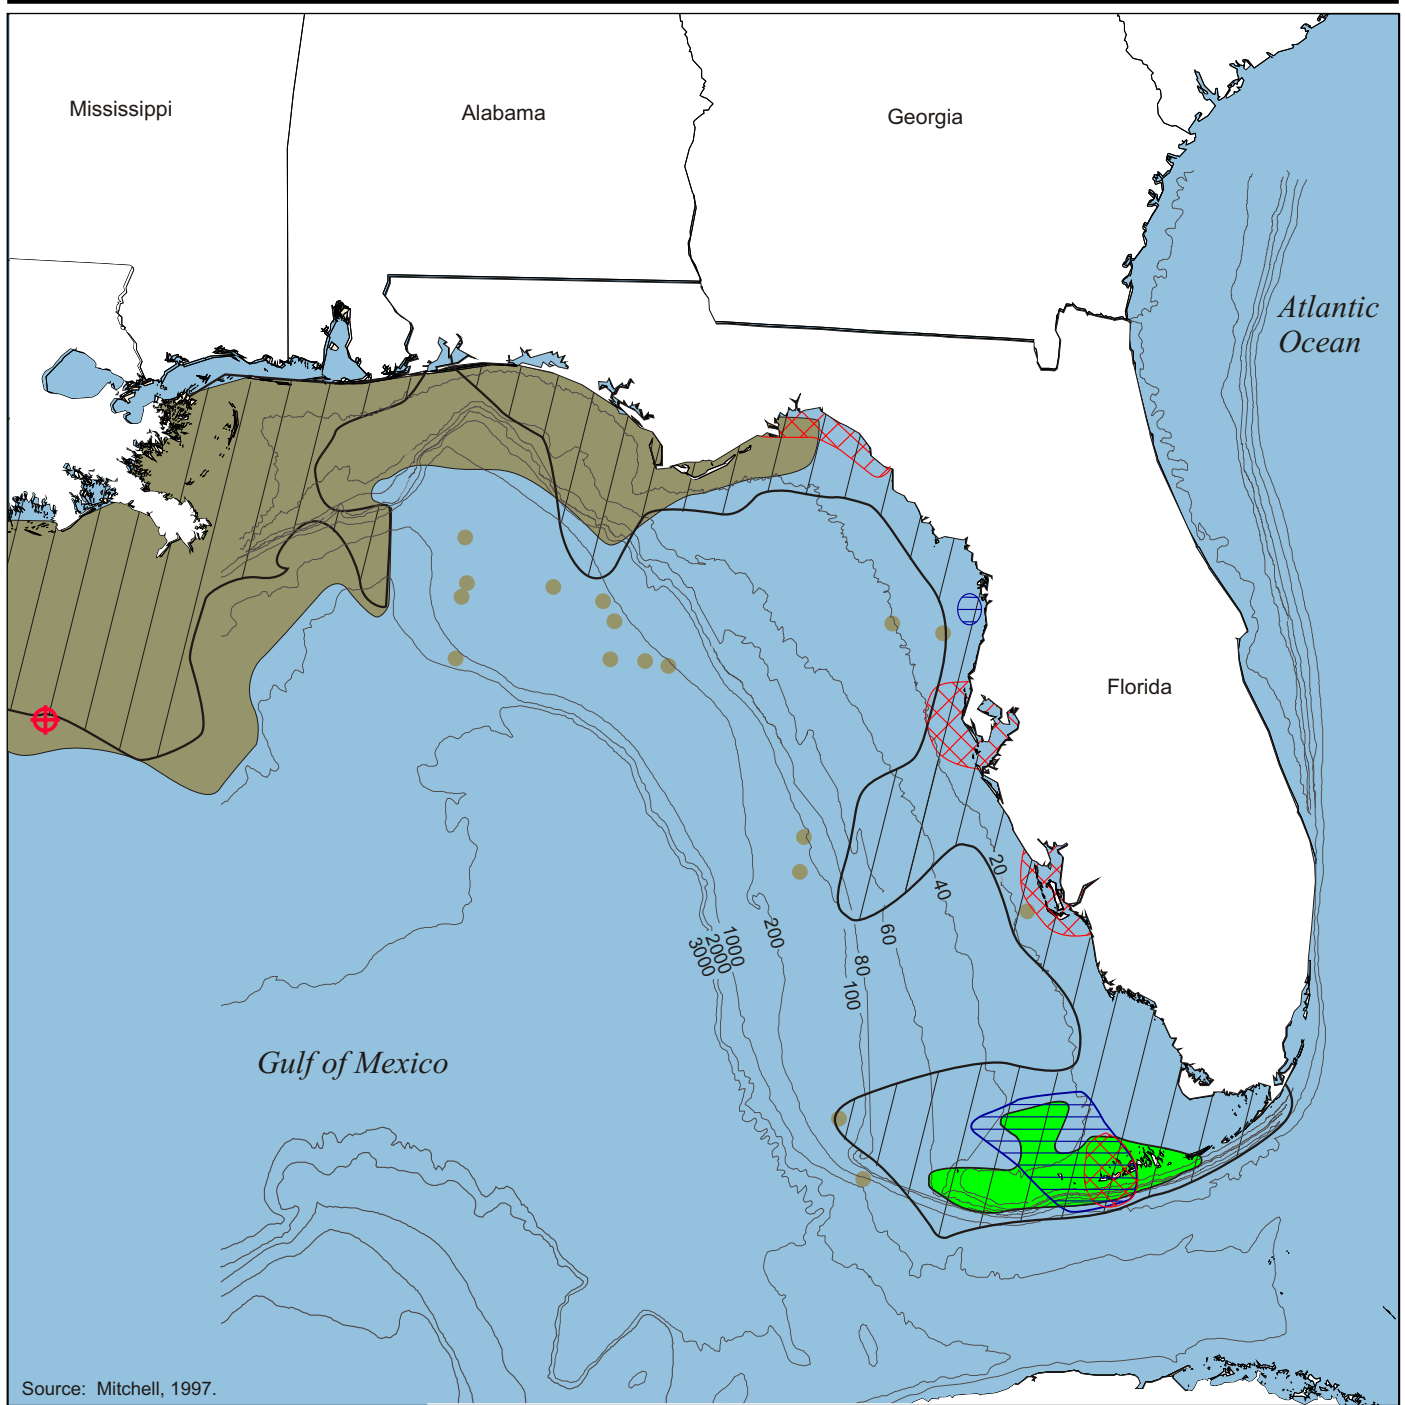 Mississippi
Alabama
Georgia
Atlantic
Ocean
Florida
20
40
60
80
100
200
1000
2000
3000
Gulf of Mexico
Source: Mitchell, 1997.